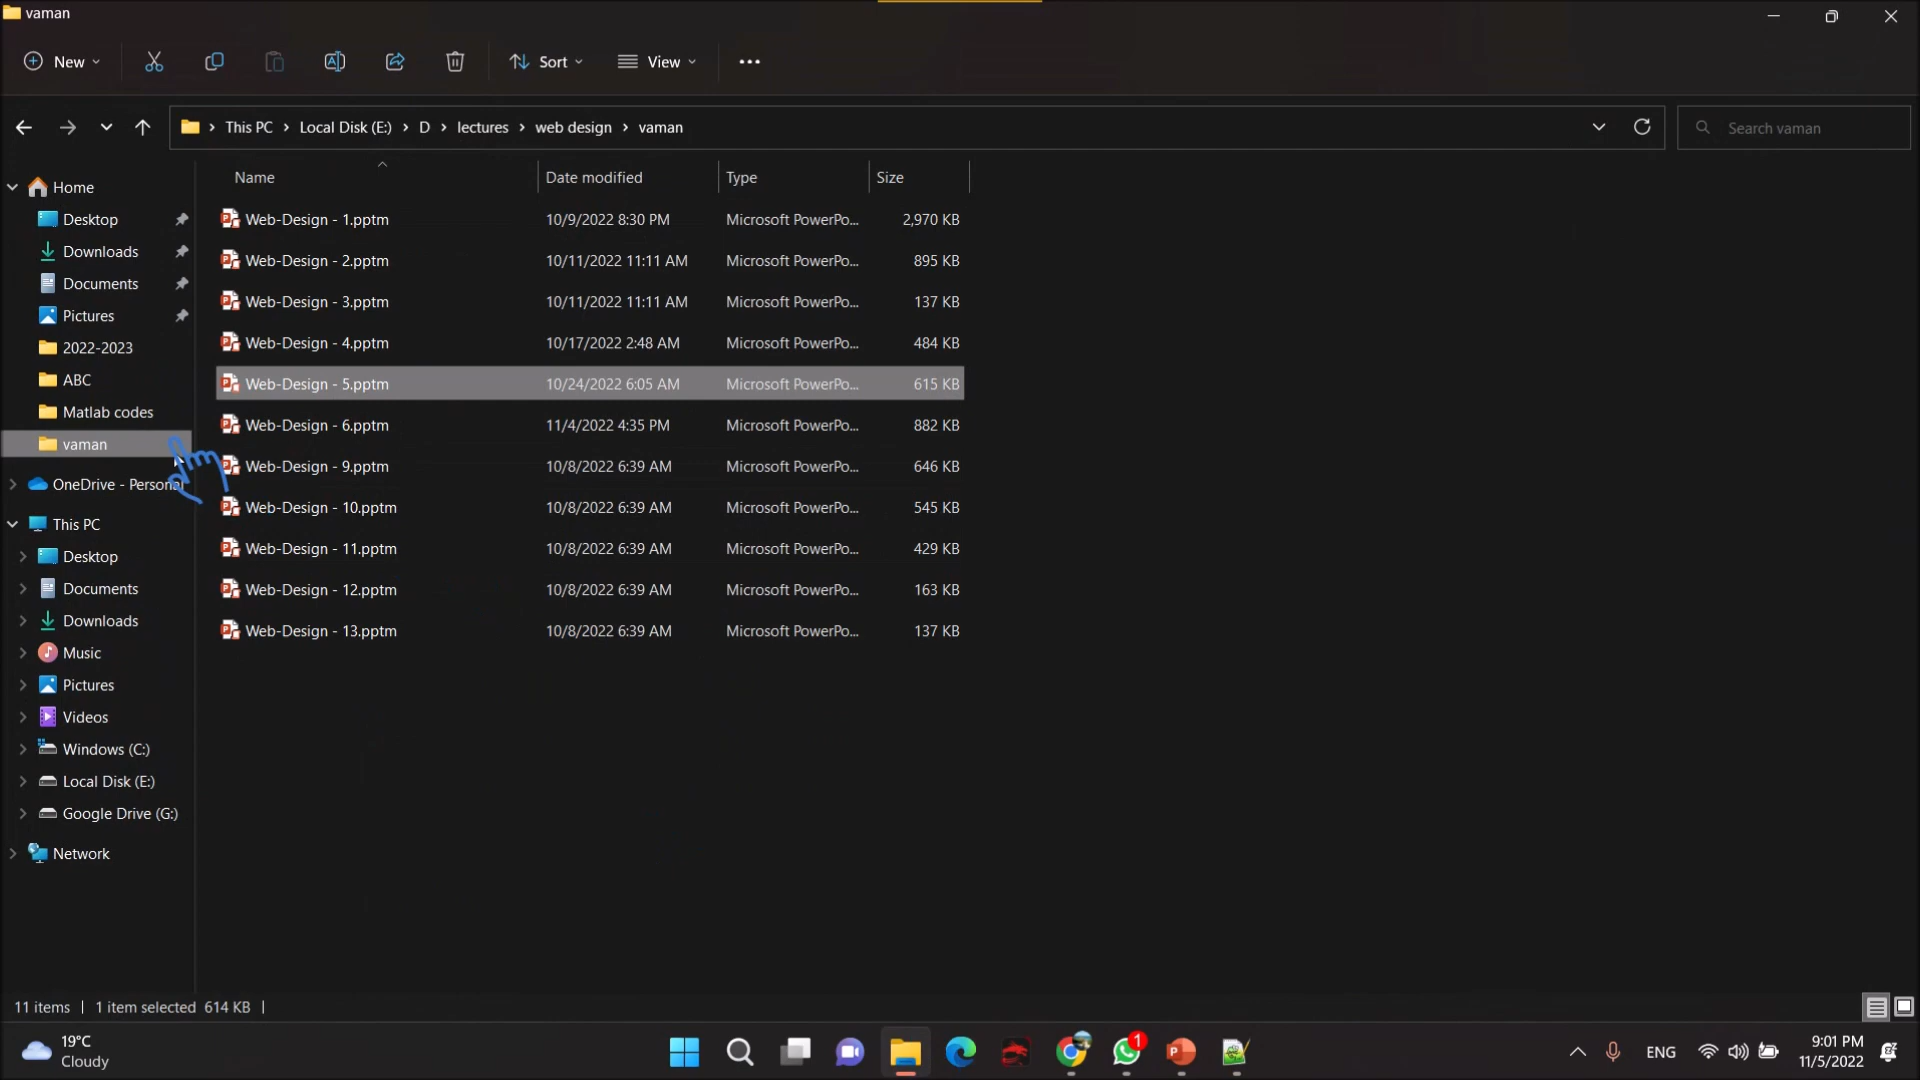 vaman
New
Sort
View
This PC > Local Disk (E:) > D > lectures > web design > vaman
Search vaman
Home
Desktop
Downloads
Documents
Pictures
2022-2023
ABC
Matlab codes
vaman
OneDrive - Personal
This PC
Desktop
Documents
Downloads
Music
Pictures
Videos
Windows (C:)
Local Disk (E:)
Google Drive (G:)
Network
Name Date modified Type Size
Web-Design - 1.pptm 10/9/2022 8:30 PM Microsoft PowerPo... 2,970 KB
Web-Design - 2.pptm 10/11/2022 11:11 AM Microsoft PowerPo... 895 KB
Web-Design - 3.pptm 10/11/2022 11:11 AM Microsoft PowerPo... 137 KB
Web-Design - 4.pptm 10/17/2022 2:48 AM Microsoft PowerPo... 484 KB
Web-Design - 5.pptm 10/24/2022 6:05 AM Microsoft PowerPo... 615 KB
Web-Design - 6.pptm 11/4/2022 4:35 PM Microsoft PowerPo... 882 KB
Web-Design - 9.pptm 10/8/2022 6:39 AM Microsoft PowerPo... 646 KB
Web-Design - 10.pptm 10/8/2022 6:39 AM Microsoft PowerPo... 545 KB
Web-Design - 11.pptm 10/8/2022 6:39 AM Microsoft PowerPo... 429 KB
Web-Design - 12.pptm 10/8/2022 6:39 AM Microsoft PowerPo... 163 KB
Web-Design - 13.pptm 10/8/2022 6:39 AM Microsoft PowerPo... 137 KB
11 items | 1 item selected 614 KB |
19°C
Cloudy
1
ENG
9:01 PM
11/5/2022